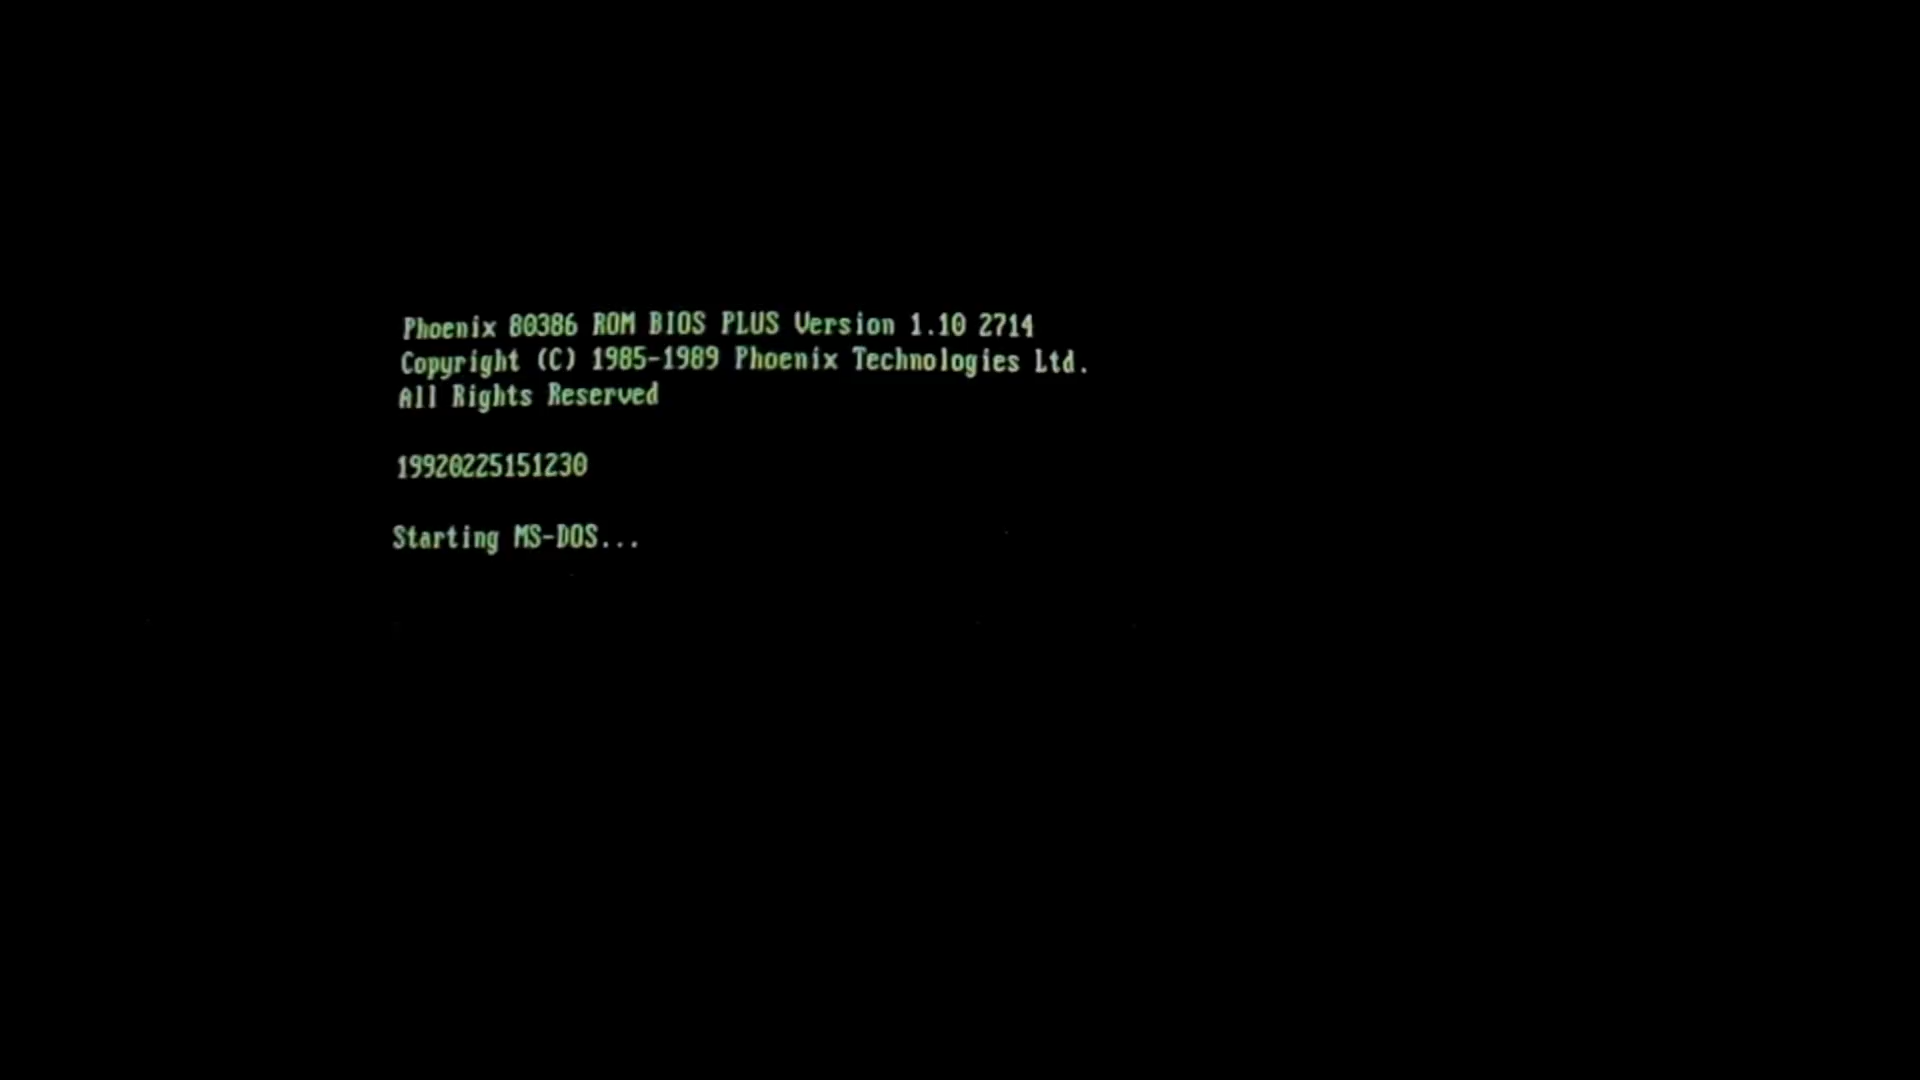 Phoenix 80386 ROM BIOS PLUS Version 1.10 2714
Copyright (C) 1985-1989 Phoenix Technologies Ltd.
All Rights Reserved
19920225151230
Starting MS-DOS...